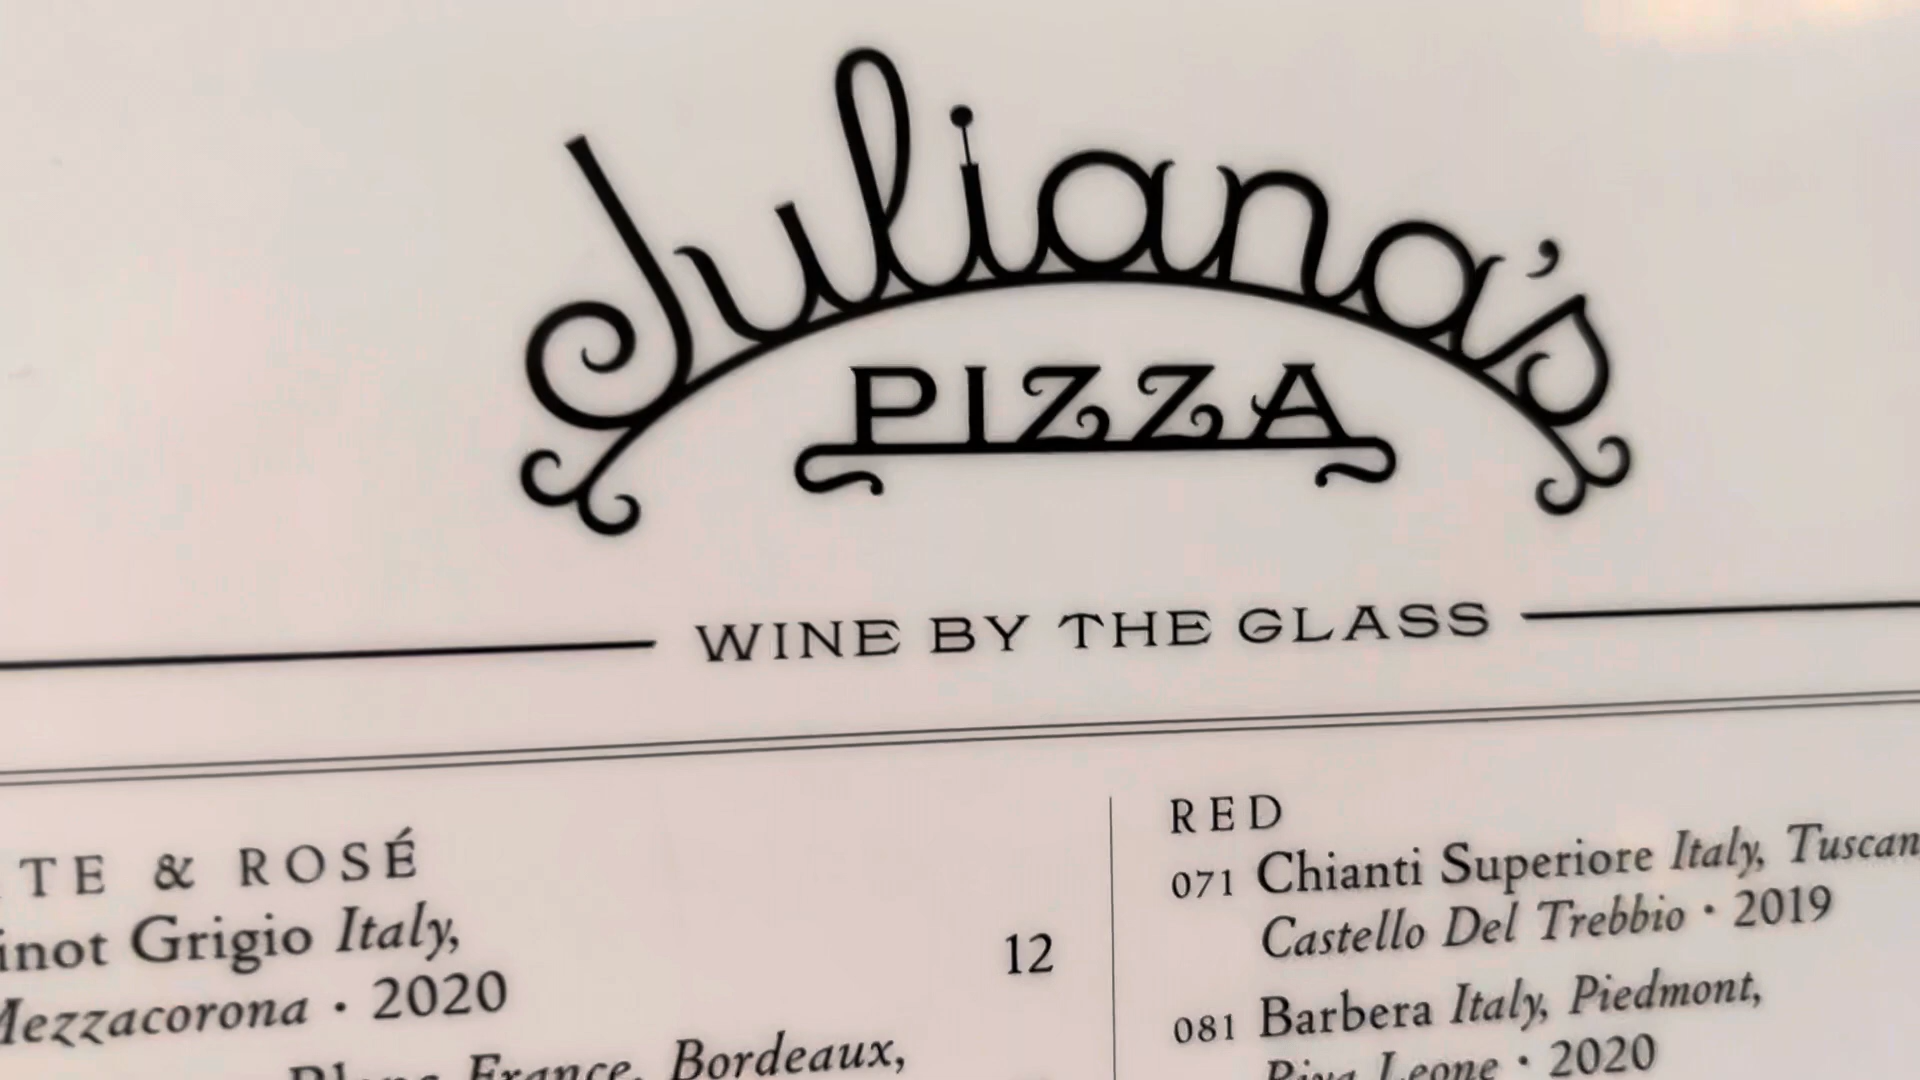 Juliana's
PIZZA
WINE BY THE GLASS
TE & ROSÉ
inot Grigio Italy,
Mezzacorona · 2020
12
France, Bordeaux,
RED
071 Chianti Superiore Italy, Tuscan
Castello Del Trebbio · 2019
081 Barbera Italy, Piedmont,
Riva Leone · 2020